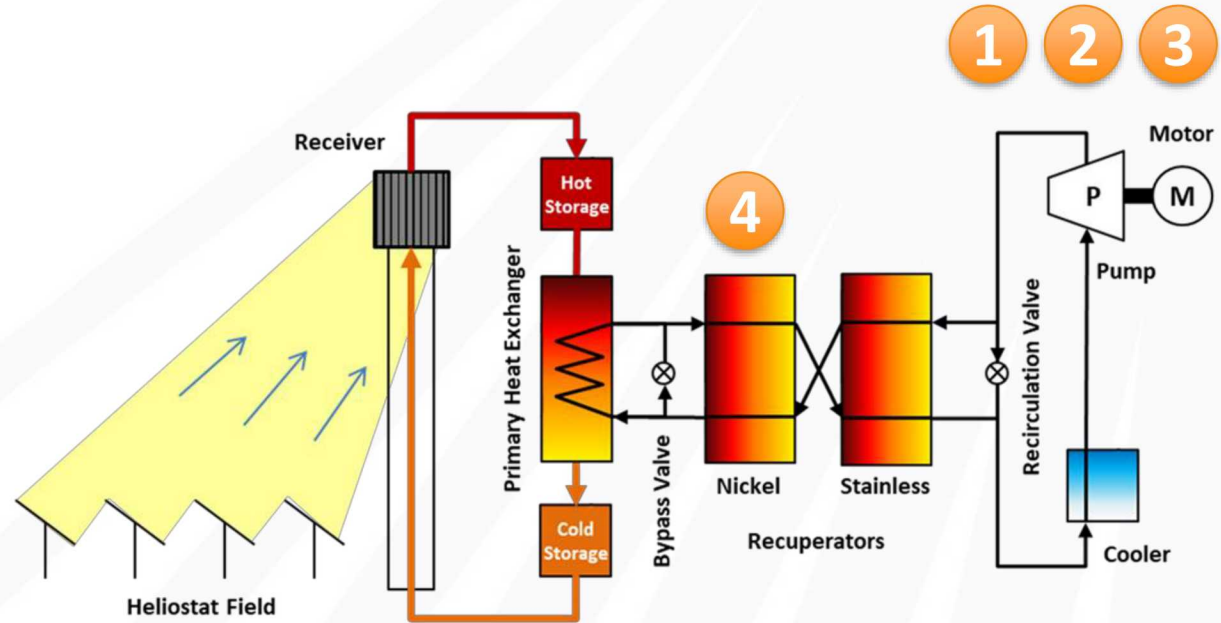 1 2 3
Receiver
Motor
Hot
Storage
4
P
M
Primary Heat Exchanger
Pump
Bypass Valve
Recirculation Valve
Nickel
Stainless
Cold
Storage
Recuperators
Cooler
Heliostat Field